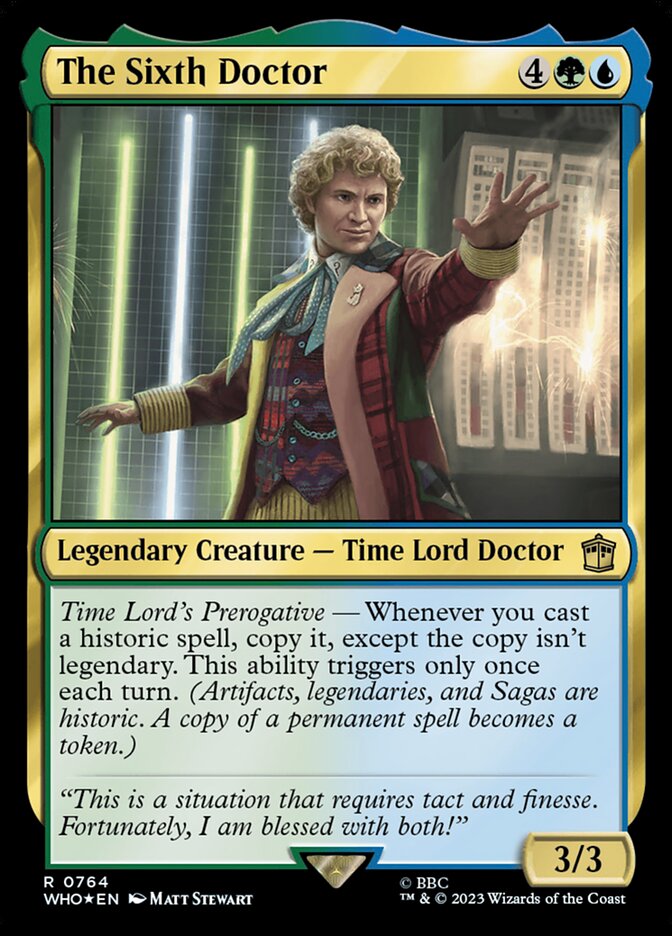 The Sixth Doctor 4
Legendary Creature — Time Lord Doctor
Time Lord's Prerogative — Whenever you cast
a historic spell, copy it, except the copy isn't
legendary. This ability triggers only once
each turn. (Artifacts, legendaries, and Sagas are
historic. A copy of a permanent spell becomes a
token.)
"This is a situation that requires tact and finesse.
Fortunately, I am blessed with both!"
3/3
R 0764
WHO★EN Matt Stewart
© BBC
™ & © 2023 Wizards of the Coast